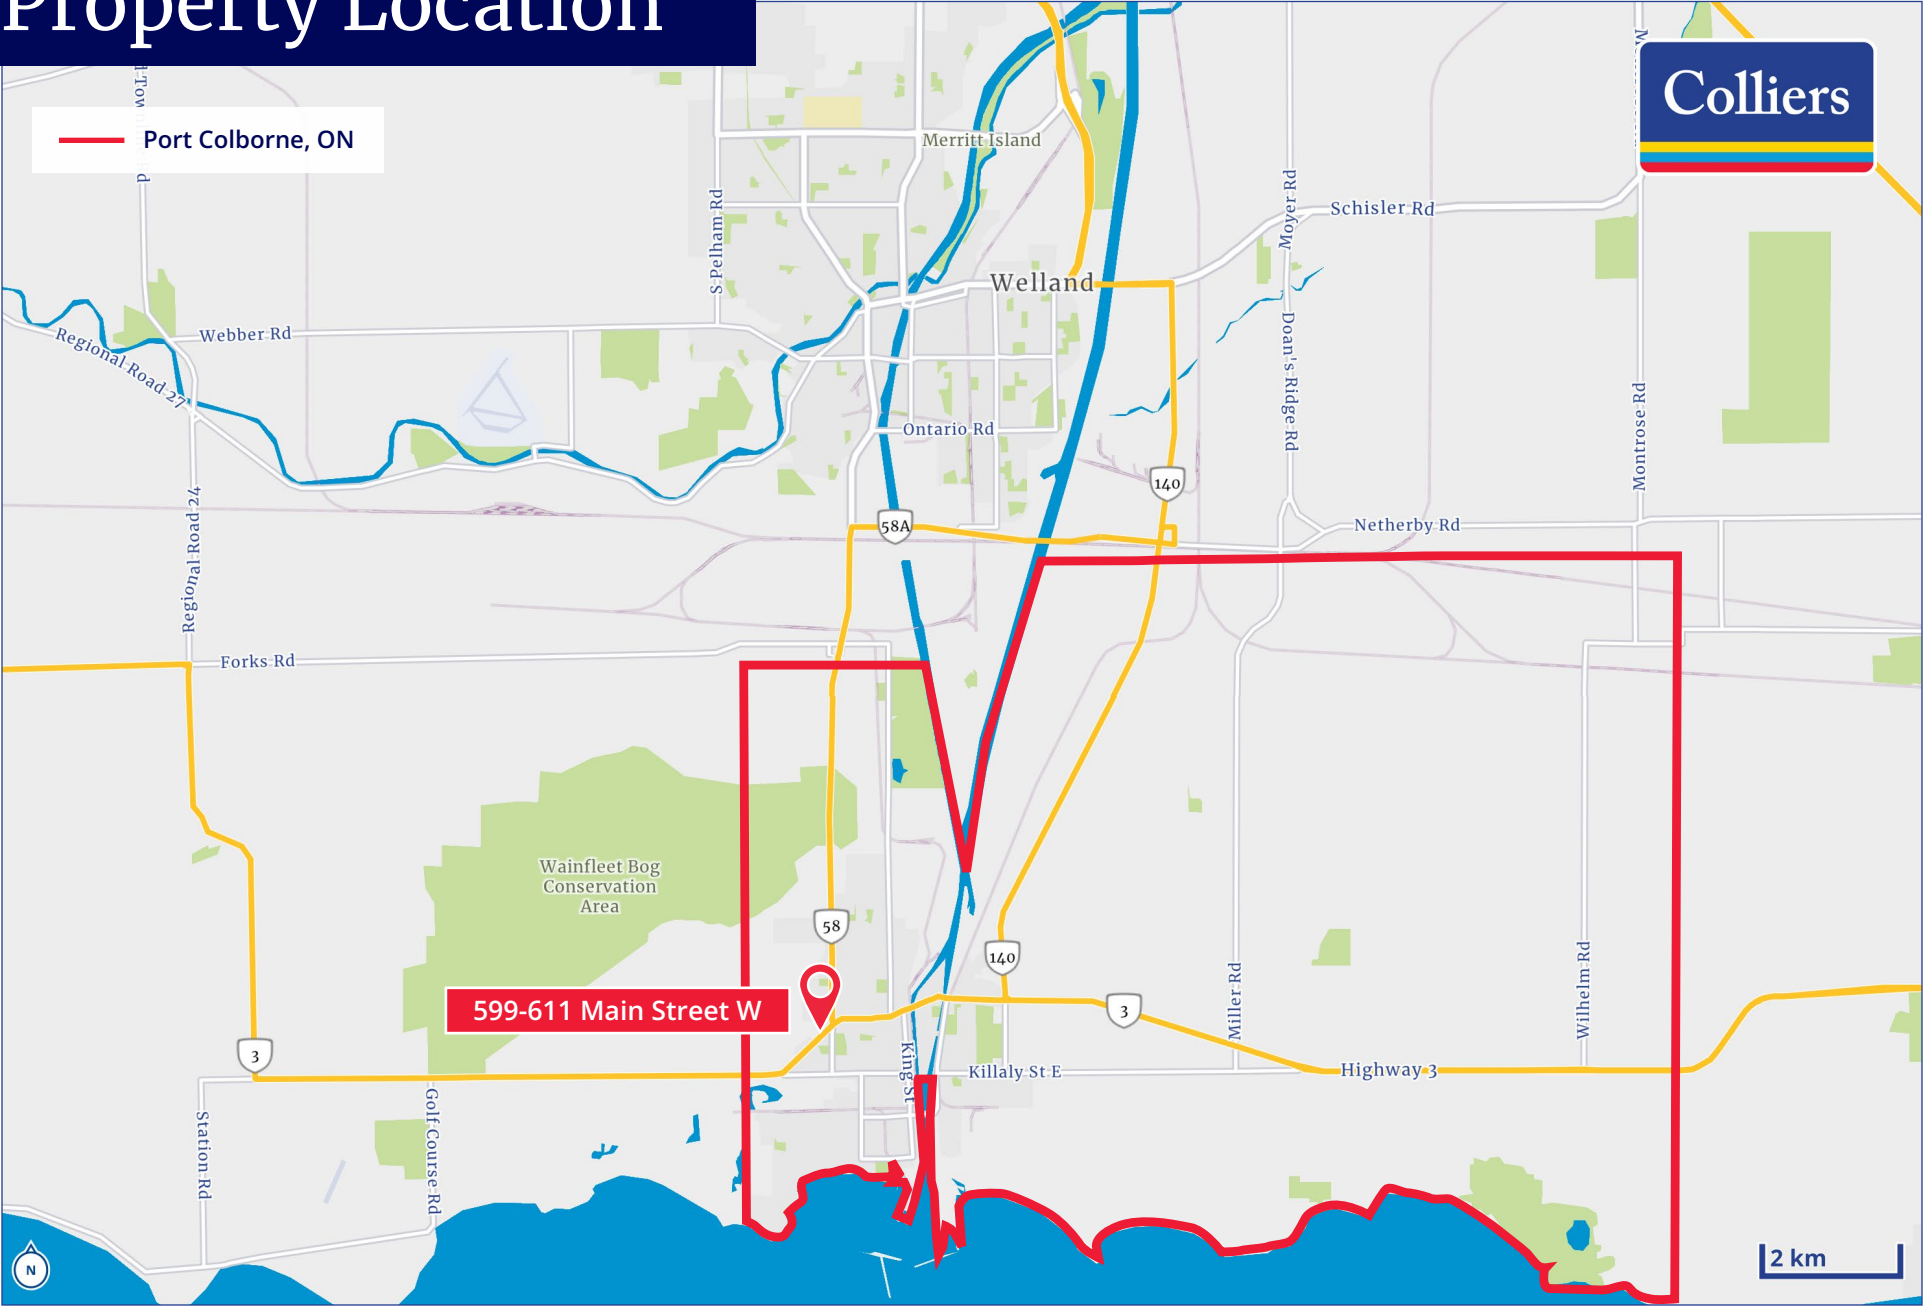 Property Location
Port Colborne, ON
Colliers
Merritt Island
S Pelham Rd
Moyer Rd
Schisler Rd
Welland
Webber Rd
Regional Road 27
Doan's Ridge Rd
Montrose Rd
Ontario Rd
140
Regional Road 24
58A
Netherby Rd
Forks Rd
Wainfleet Bog
Conservation
Area
58
140
599-611 Main Street W
3
Miller Rd
Wilhelm Rd
3
King St
Killaly St E
Highway 3
Station Rd
Golf Course Rd
N
2 km